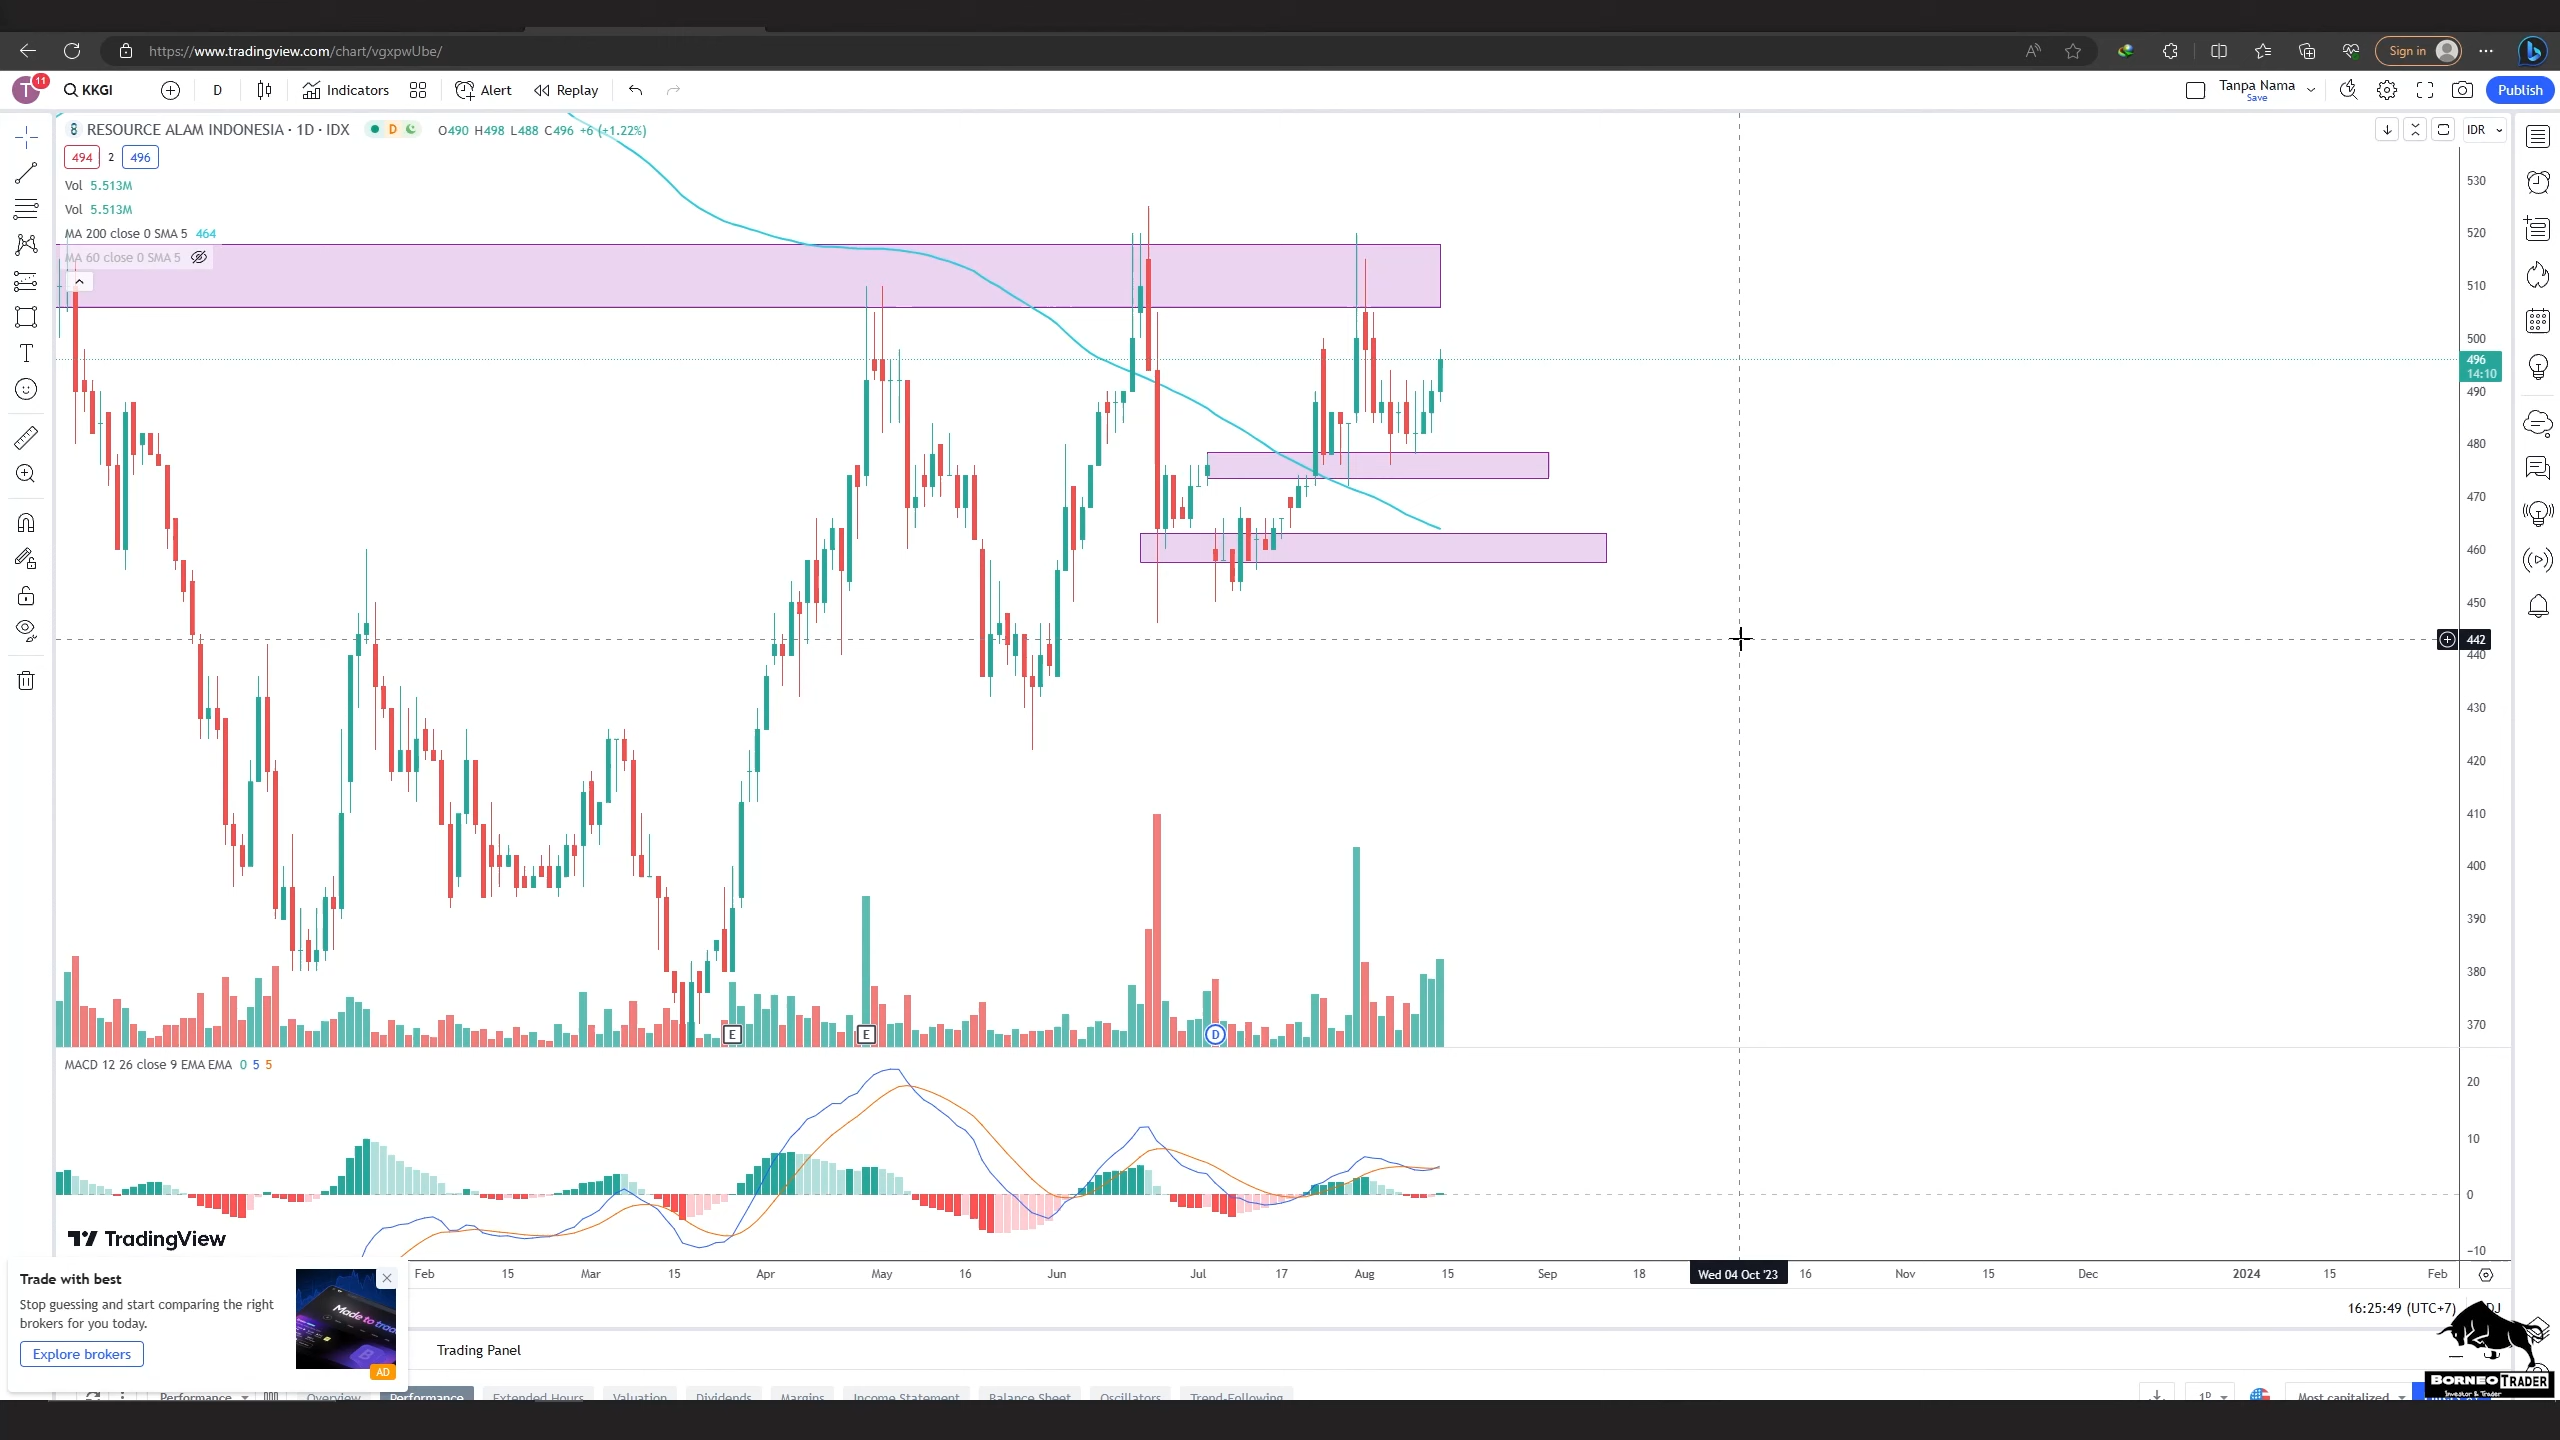 https://www.tradingview.com/chart/vgxpwUbe/
Sign in
T 11 KKGI D Indicators Alert Replay Tanpa Nama Save Publish
RESOURCE ALAM INDONESIA · 1D · IDX D O490 H498 L488 C496 +6 (+1.22%) IDR
494 2 496
Vol 5.513M
Vol 5.513M
MA 200 close 0 SMA 5 464
MA 60 close 0 SMA 5
530
520
510
500
496
14:10
490
480
470
460
450
442
440
430
420
410
400
390
380
370
E E D
MACD 12 26 close 9 EMA EMA 0 5 5
20
10
0
−10
TradingView
Feb 15 Mar 15 Apr May 16 Jun Jul 17 Aug 15 Sep 18 Wed 04 Oct '23 16 Nov 15 Dec 2024 15 Feb
Trade with best
Stop guessing and start comparing the right
brokers for you today.
Explore brokers
Made to
AD
16:25:49 (UTC+7)
Trading Panel
Performance Overview Performance Extended Hours Valuation Dividends Margins Income Statement Balance Sheet Oscillators Trend-Following 1D Most capitalized
BORNEO TRADER
Investor & Trader